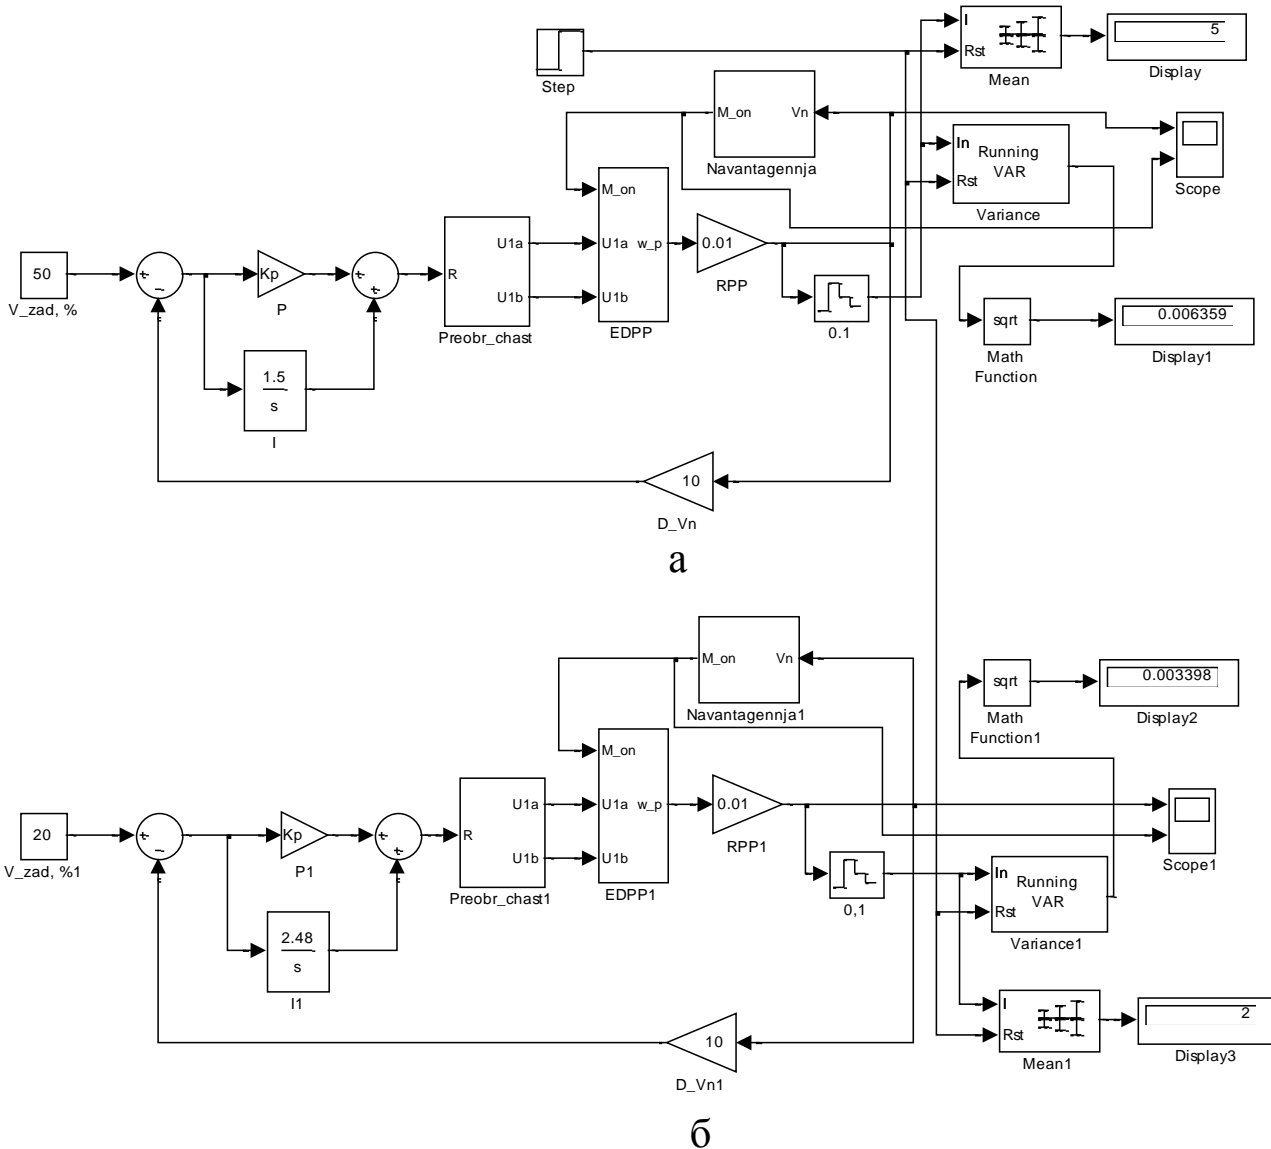 I
Rst
Mean
5
Display
Step
M_on
Vn
Navantagennja
In
Rst
Running
VAR
Variance
Scope
M_on
U1a
w_p
U1b
EDPP
0.01
RPP
50
V_zad, %
+
−
Kp
P
+
+
R
U1a
U1b
Preobr_chast
0.1
sqrt
Math
Function
0.006359
Display1
1.5
s
I
10
D_Vn
а
M_on
Vn
Navantagennja1
sqrt
Math
Function1
0.003398
Display2
M_on
U1a
w_p
U1b
EDPP1
0.01
RPP1
Scope1
20
V_zad, %1
+
−
Kp
P1
+
+
R
U1a
U1b
Preobr_chast1
0,1
In
Rst
Running
VAR
Variance1
2.48
s
I1
I
Rst
Mean1
2
Display3
10
D_Vn1
б